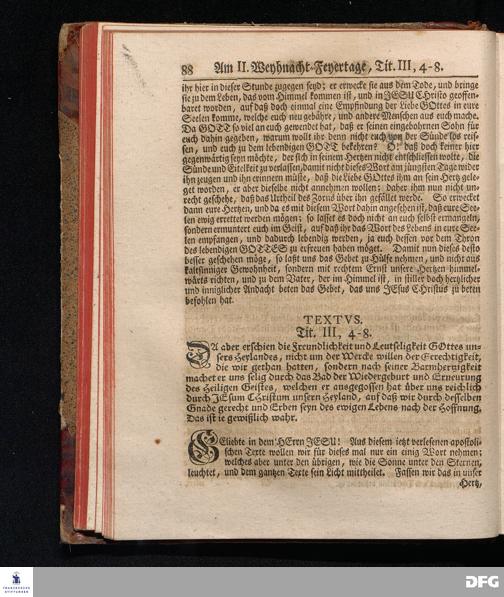 88 Am II. Weyhnacht-Feyertage, Tit. III, 4-8.
ihr hier in dieser Stunde zugegen seyd; er erwecke sie aus dem Tode, und bringe
sie zu dem Leben, das vom Himmel kommen ist, und in JESU CHristo geoffen-
baret worden, auf daß doch einmal eine Empfindung der Liebe GOttes in eure
Seelen komme, welche euch neu gebähre, und andere Menschen aus euch mache.
Da GOTT so viel an euch gewendet hat, daß er seinen eingebohrnen Sohn für
euch dahin gegeben, warum wollt ihr denn nicht euch von der Sünde los reis-
sen, und euch zu dem lebendigen GOTT bekehren? O! daß doch keiner hier
gegenwärtig seyn möchte, der sich in seinem Hertzen nicht entschliessen wolte, die
Sünde und Eitelkeit zu verlassen, damit nicht dieses Wort am jüngsten Tage wider
ihn zeugen und ihn erinnern müste, daß die Liebe GOttes ihm an sein Hertz gele-
get worden, er aber dieselbe nicht annehmen wollen; daher ihm nun nicht un-
recht geschehe, daß das Urtheil des Zorns über ihn gefället werde. So erwecket
dann eure Hertzen, und da es mit diesem Wort dahin angesehen ist, daß eure See-
len ewig errettet werden mögen; so lasset es doch nicht an euch selbst ermangeln,
sondern ermuntert euch im Geist, auf daß ihr das Wort des Lebens in eure See-
len empfangen, und dadurch lebendig werden, ja euch dessen vor dem Thron
des lebendigen GOTTES zu erfreuen haben möget. Damit nun dieses desto
besser geschehen möge, so laßt uns das Gebet zu Hülfe nehmen, und nicht aus
kaltsinniger Gewohnheit, sondern mit rechtem Ernst unsere Hertzen himmel-
wärts richten, und zu dem Vater, der im Himmel ist, in stiller doch hertzlicher
und inniglicher Andacht beten das Gebet, das uns JEsus CHristus zu beten
befohlen hat.
TEXTVS.
Tit. III, 4-8.
DA aber erschien die Freundlichkeit und Leutseligkeit GOttes un-
sers Heylandes, nicht um der Wercke willen der Gerechtigkeit,
die wir gethan hatten, sondern nach seiner Barmhertzigkeit
machet er uns selig durch das Bad der Wiedergeburt und Erneurung
des Heiligen Geistes, welchen er ausgegossen hat über uns reichlich
durch JEsum Christum unsern Heyland, auf daß wir durch desselben
Gnade gerecht und Erben seyn des ewigen Lebens nach der Hoffnung.
Das ist ie gewißlich wahr.
GEliebte in dem HErrn JESU! Aus diesem ietzt verlesenen apostoli-
schen Texte wollen wir für dieses mal nur ein einig Wort nehmen;
welches aber unter den übrigen, wie die Sonne unter den Sternen,
leuchtet, und dem gantzen Texte sein Licht mittheilet. Fassen wir das in unser
Hertz,
FRANCKESCHE
STIFTUNGEN
DFG